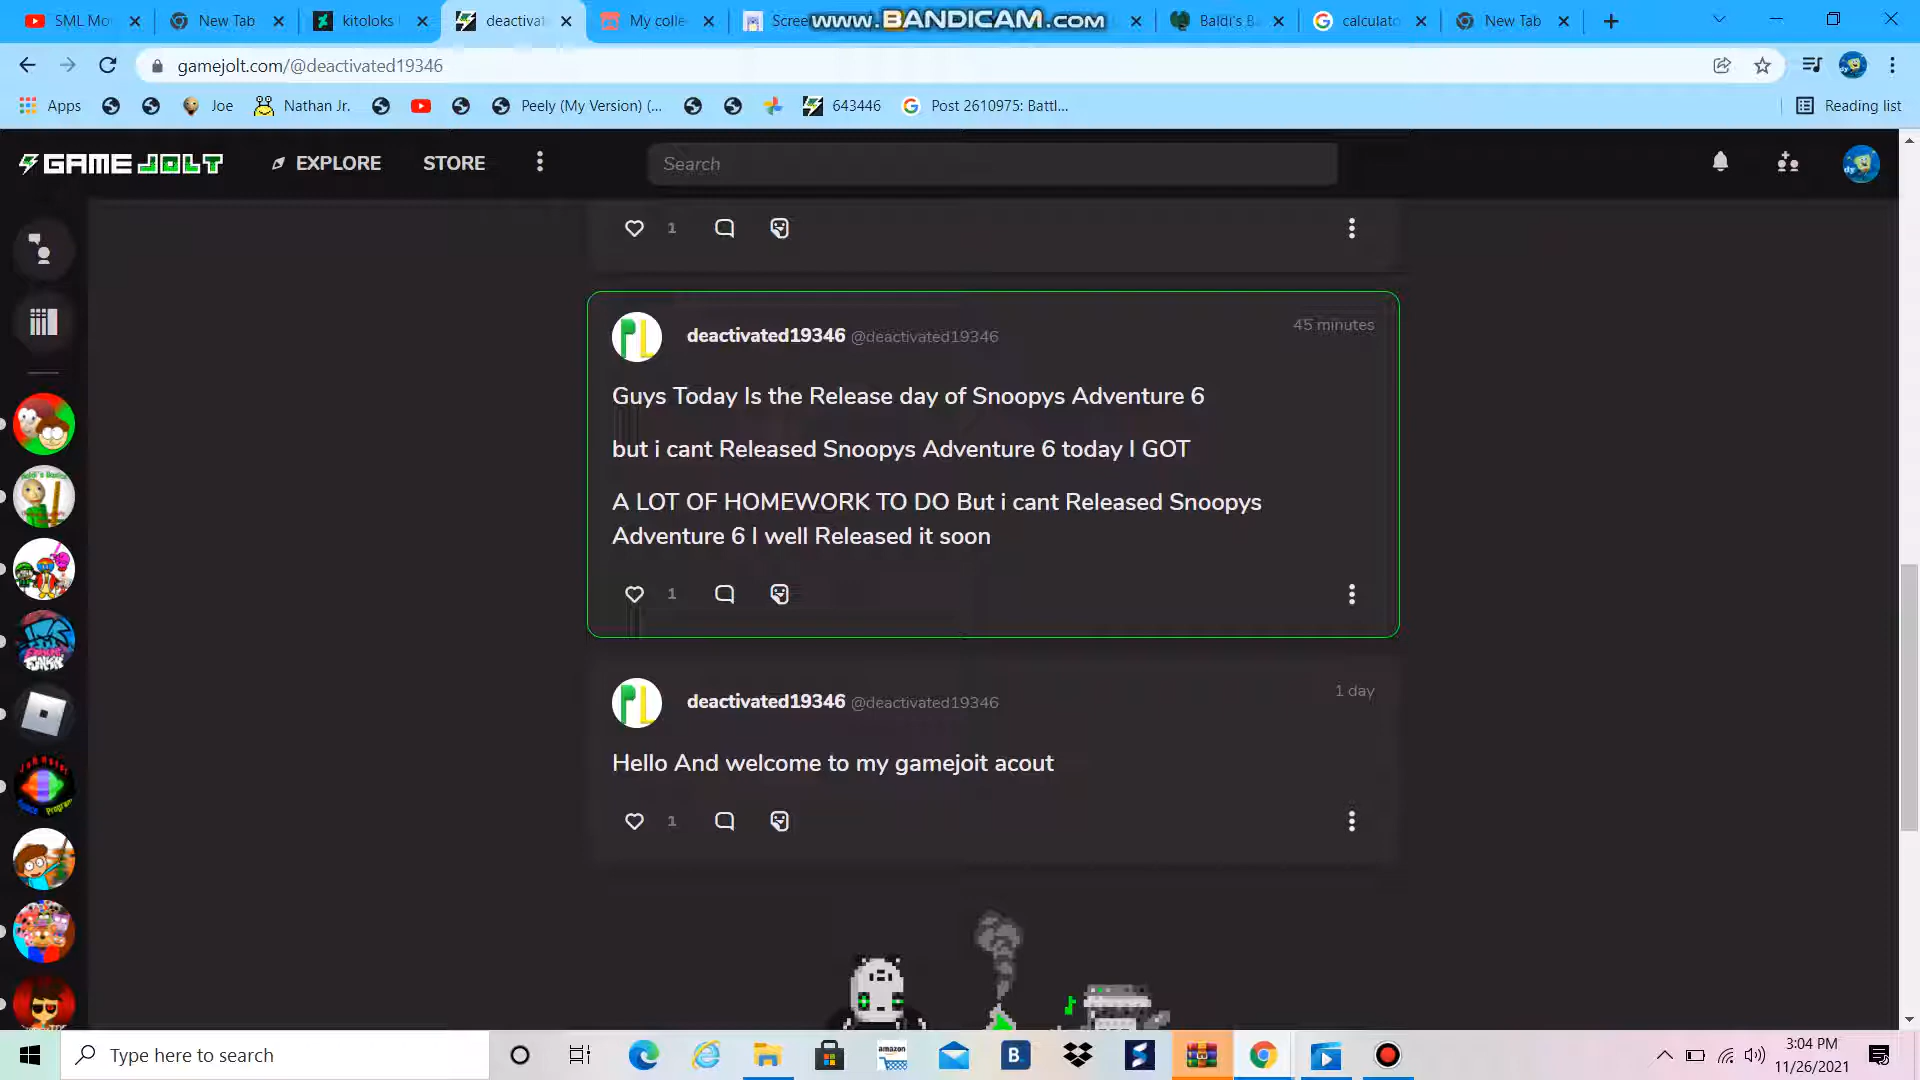 SML Mo
New Tab
kitoloks
deactivat
My colle
Scree
www.BANDICAM.com
Baldi's Ba
calculato
New Tab
gamejolt.com/@deactivated19346
Apps
Joe
Nathan Jr.
Peely (My Version) (...
643446
Post 2610975: Battl...
Reading list
GAME JOLT
EXPLORE
STORE
Search
1
deactivated19346 @deactivated19346
45 minutes
Guys Today Is the Release day of Snoopys Adventure 6
but i cant Released Snoopys Adventure 6 today I GOT
A LOT OF HOMEWORK TO DO But i cant Released Snoopys
Adventure 6 I well Released it soon
1
deactivated19346 @deactivated19346
1 day
Hello And welcome to my gamejoit acout
1
Type here to search
amazon
B
3:04 PM
11/26/2021